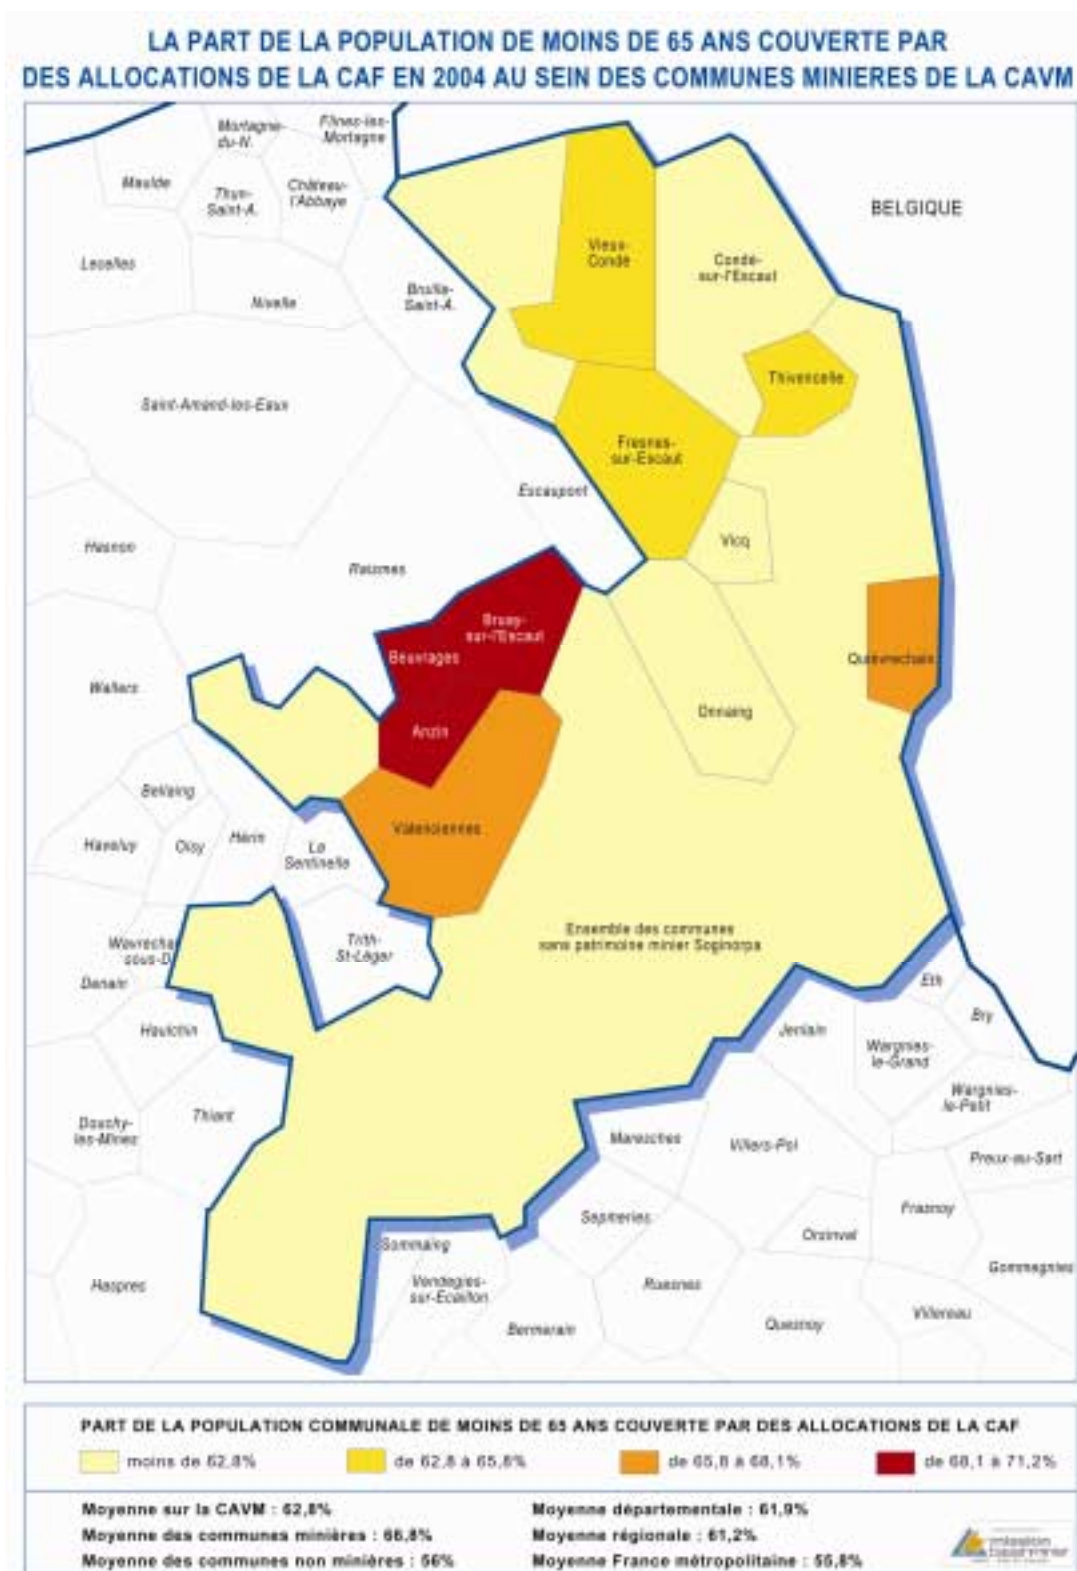 LA PART DE LA POPULATION DE MOINS DE 65 ANS COUVERTE PAR
DES ALLOCATIONS DE LA CAF EN 2004 AU SEIN DES COMMUNES MINIERES DE LA CAVM
Mortagne-
du-N.
Flines-les-
Mortagne
Maulde
Thun-
Saint-A.
Château-
l'Abbaye
BELGIQUE
Lecelles
Nivelle
Bruille-
Saint-A.
Vieux-
Condé
Condé-
sur-l'Escaut
Thivencelle
Saint-Amand-les-Eaux
Fresnes-
sur-Escaut
Escaupont
Vicq
Hasnon
Raismes
Bruay-
sur-l'Escaut
Beuvrages
Quiévrechain
Wallers
Anzin
Onnaing
Bellaing
Valenciennes
Haveluy
Oisy
Hérin
La
Sentinelle
Ensemble des communes
sans patrimoine minier Soginorpa
Wavrechai
sous-D
Trith-
St-Léger
Denain
Eth
Bry
Haulchin
Jenlain
Wargnies-
le-Grand
Wargnies-
le-Petit
Thiant
Douchy-
les-Mines
Maresches
Villers-Pol
Preux-au-Sart
Sepmeries
Orsinval
Frasnoy
Sommaing
Haspres
Vendegies-
sur-Ecaillon
Ruesnes
Gommegnies
Bermerain
Quesnoy
Villereau
PART DE LA POPULATION COMMUNALE DE MOINS DE 65 ANS COUVERTE PAR DES ALLOCATIONS DE LA CAF
moins de 62,8%
de 62,8 à 65,8%
de 65,8 à 68,1%
de 68,1 à 71,2%
Moyenne sur la CAVM : 62,8%
Moyenne des communes minières : 66,8%
Moyenne des communes non minières : 56%
Moyenne départementale : 61,9%
Moyenne régionale : 61,2%
Moyenne France métropolitaine : 55,8%
mission
bassin minier